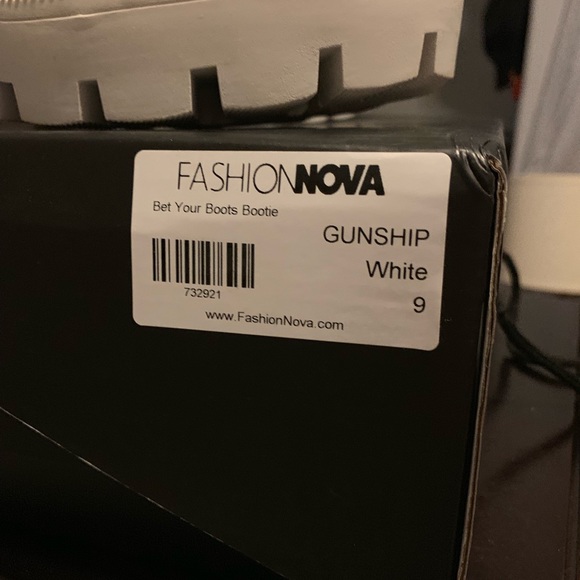 FASHIONNOVA
Bet Your Boots Bootie
GUNSHIP
White
732921
9
www.FashionNova.com